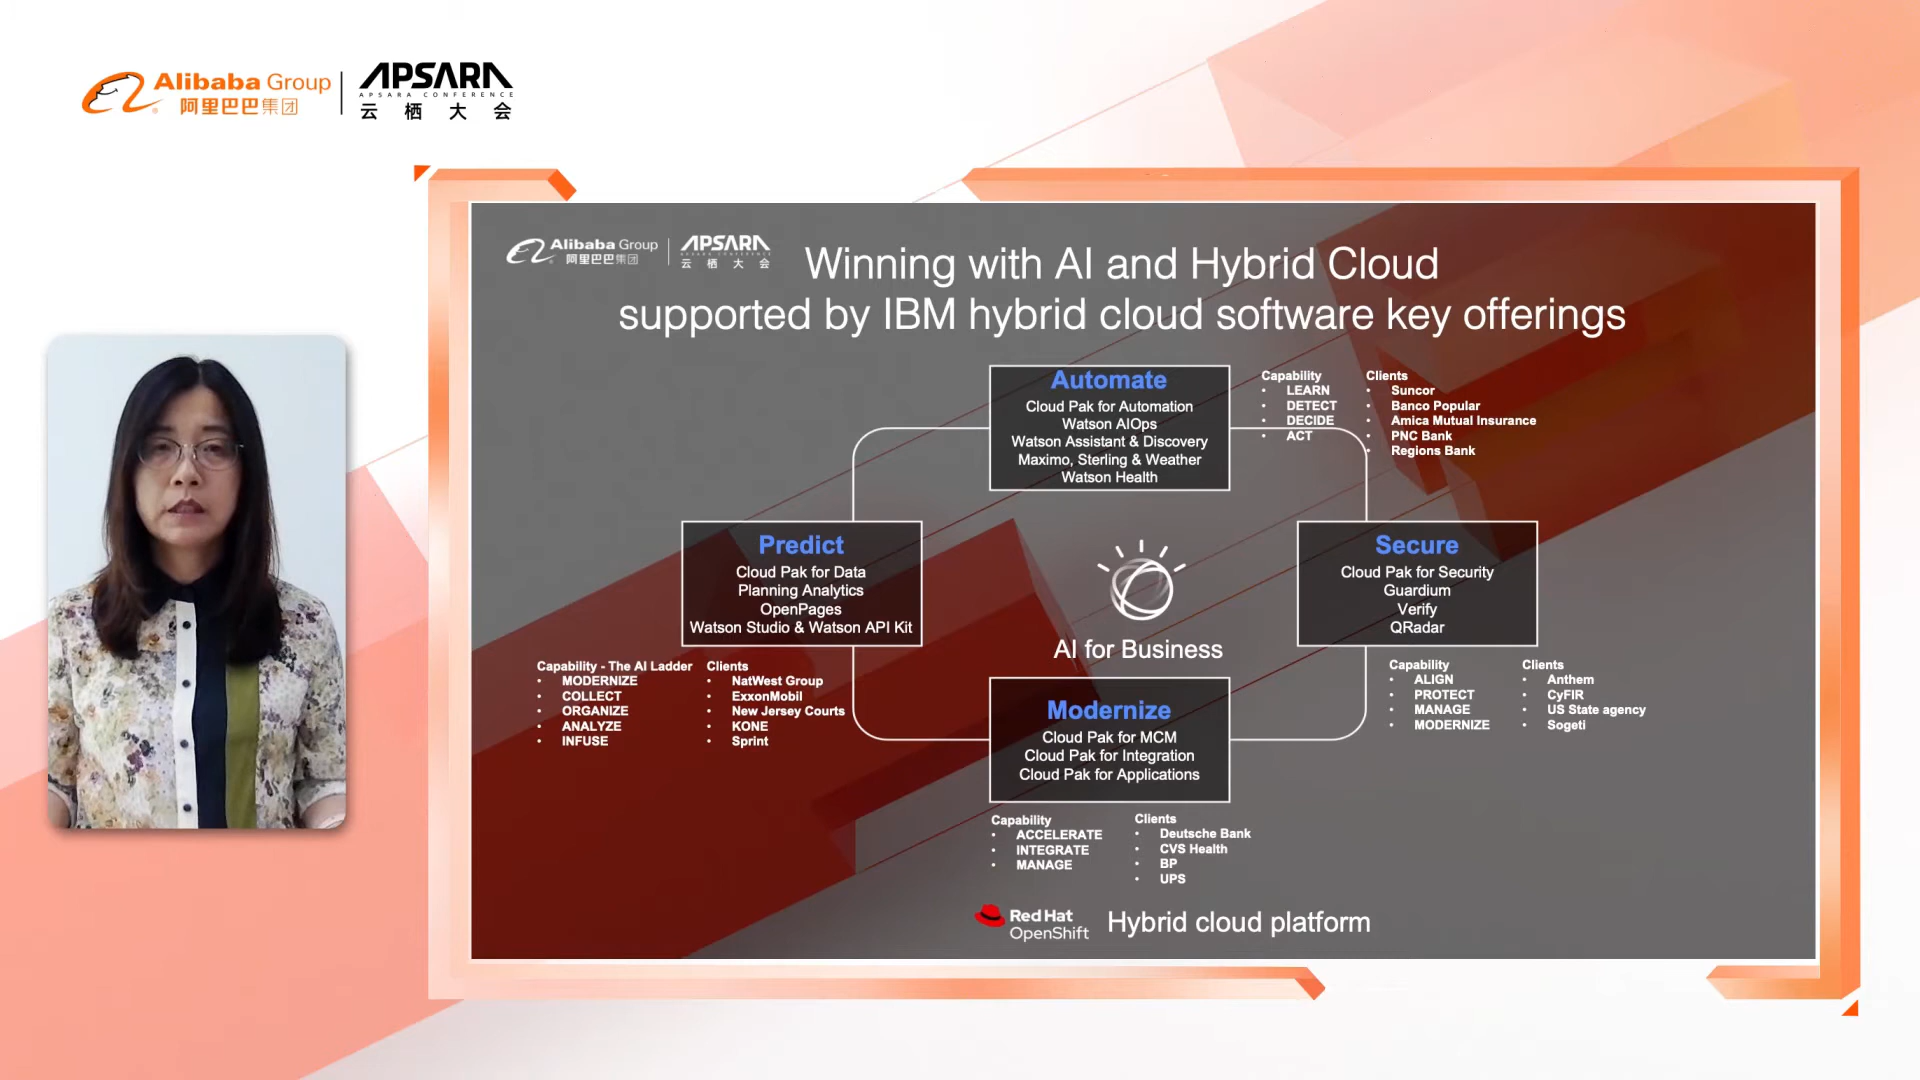 Alibaba Group
阿里巴巴集团
APSARA
APSARA CONFERENCE
云栖大会
Alibaba Group
阿里巴巴集团
APSARA
云栖大会
Winning with AI and Hybrid Cloud
supported by IBM hybrid cloud software key offerings
Automate
Cloud Pak for Automation
Watson AIOps
Watson Assistant & Discovery
Maximo, Sterling & Weather
Watson Health
Capability
• LEARN
• DETECT
• DECIDE
• ACT
Clients
• Suncor
• Banco Popular
• Amica Mutual Insurance
• PNC Bank
• Regions Bank
Predict
Cloud Pak for Data
Planning Analytics
OpenPages
Watson Studio & Watson API Kit
Capability - The AI Ladder
• MODERNIZE
• COLLECT
• ORGANIZE
• ANALYZE
• INFUSE
Clients
• NatWest Group
• ExxonMobil
• New Jersey Courts
• KONE
• Sprint
AI for Business
Secure
Cloud Pak for Security
Guardium
Verify
QRadar
Capability
• ALIGN
• PROTECT
• MANAGE
• MODERNIZE
Clients
• Anthem
• CyFIR
• US State agency
• Sogeti
Modernize
Cloud Pak for MCM
Cloud Pak for Integration
Cloud Pak for Applications
Capability
• ACCELERATE
• INTEGRATE
• MANAGE
Clients
• Deutsche Bank
• CVS Health
• BP
• UPS
Red Hat
OpenShift
Hybrid cloud platform